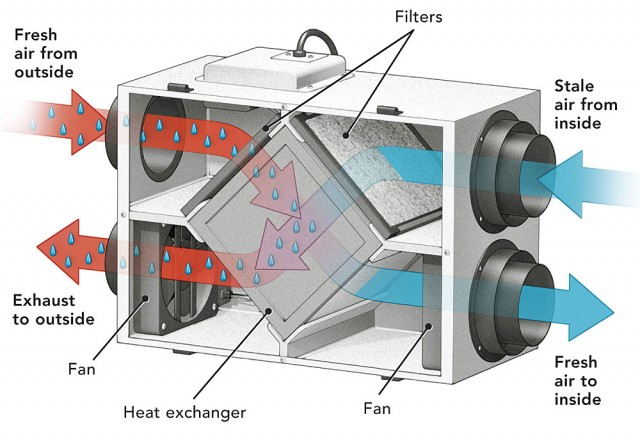 Filters
Fresh
air from
outside
Stale
air from
inside
Exhaust
to outside
Fan
Heat exchanger
Fan
Fresh
air to
inside